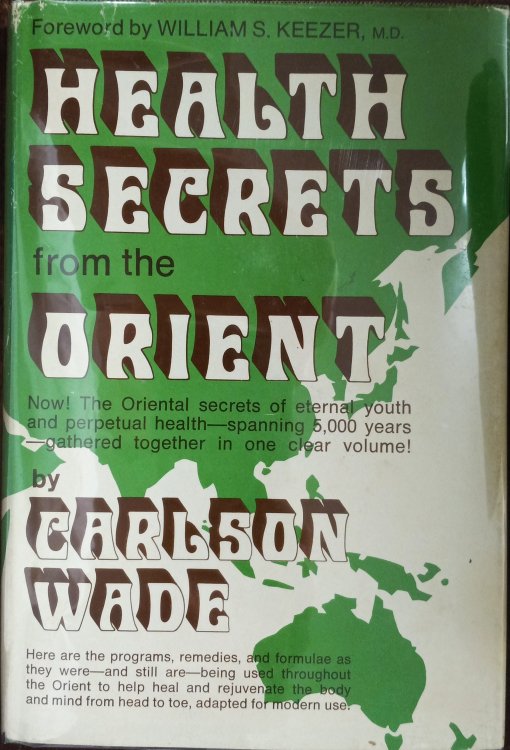 Foreword by WILLIAM S. KEEZER, M.D.
HEALTH
SECRETS
from the
ORIENT
Now! The Oriental secrets of eternal youth
and perpetual health—spanning 5,000 years
—gathered together in one clear volume!
by
CARLSON
WADE
Here are the programs, remedies, and formulae as
they were—and still are—being used throughout
the Orient to help heal and rejuvenate the body
and mind from head to toe, adapted for modern use.